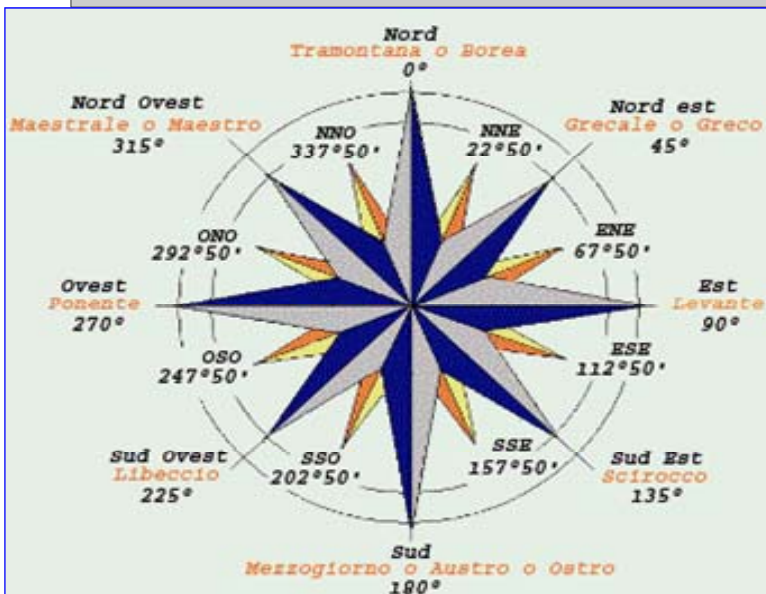 Nord
Tramontana o Borea
0°
Nord Ovest
Maestrale o Maestro
315°
Nord est
Grecale o Greco
45°
NNO
337°50'
NNE
22°50'
ONO
292°50'
ENE
67°50'
Ovest
Ponente
270°
Est
Levante
90°
OSO
247°50'
ESE
112°50'
Sud Ovest
Libeccio
225°
SSO
202°50'
SSE
157°50'
Sud Est
Scirocco
135°
Sud
Mezzogiorno o Austro o Ostro
180°